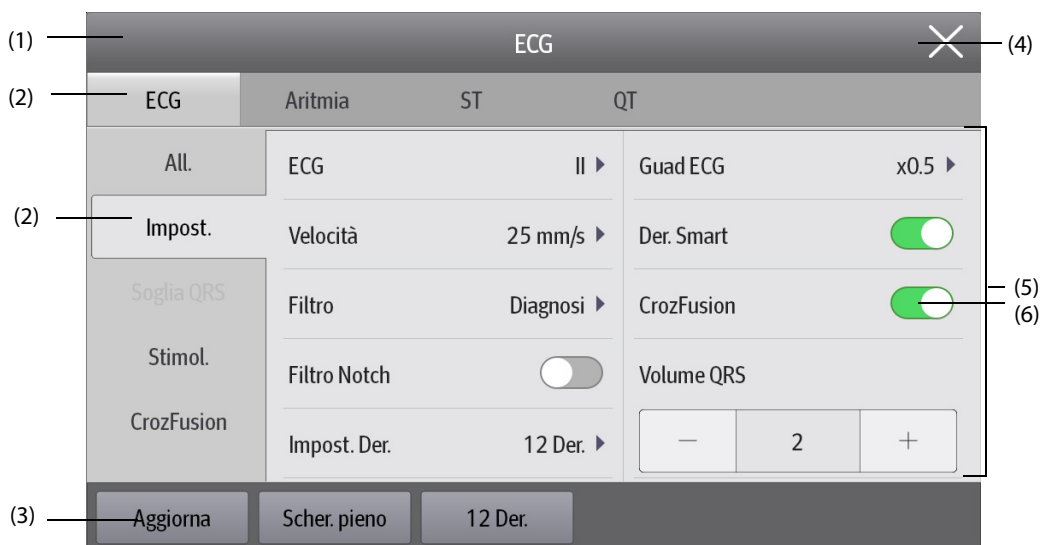 (1) ECG (4)
(2) ECG Aritmia ST QT
All. ECG II Guad ECG x0.5
(2) Impost. Velocità 25 mm/s Der. Smart
Soglia QRS Filtro Diagnosi CrozFusion (5)
(6)
Stimol. Filtro Notch Volume QRS
CrozFusion Impost. Der. 12 Der. — 2 +
(3) Aggiorna Scher. pieno 12 Der.